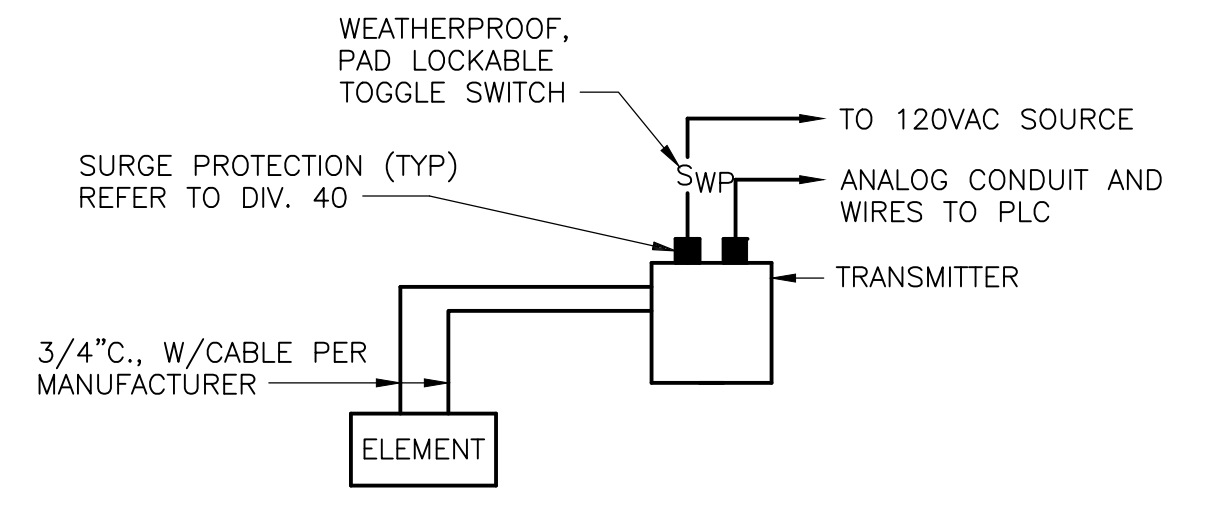 WEATHERPROOF,
PAD LOCKABLE
TOGGLE SWITCH
TO 120VAC SOURCE
SURGE PROTECTION (TYP)
REFER TO DIV. 40
SWP
ANALOG CONDUIT AND
WIRES TO PLC
TRANSMITTER
3/4"C., W/CABLE PER
MANUFACTURER
ELEMENT